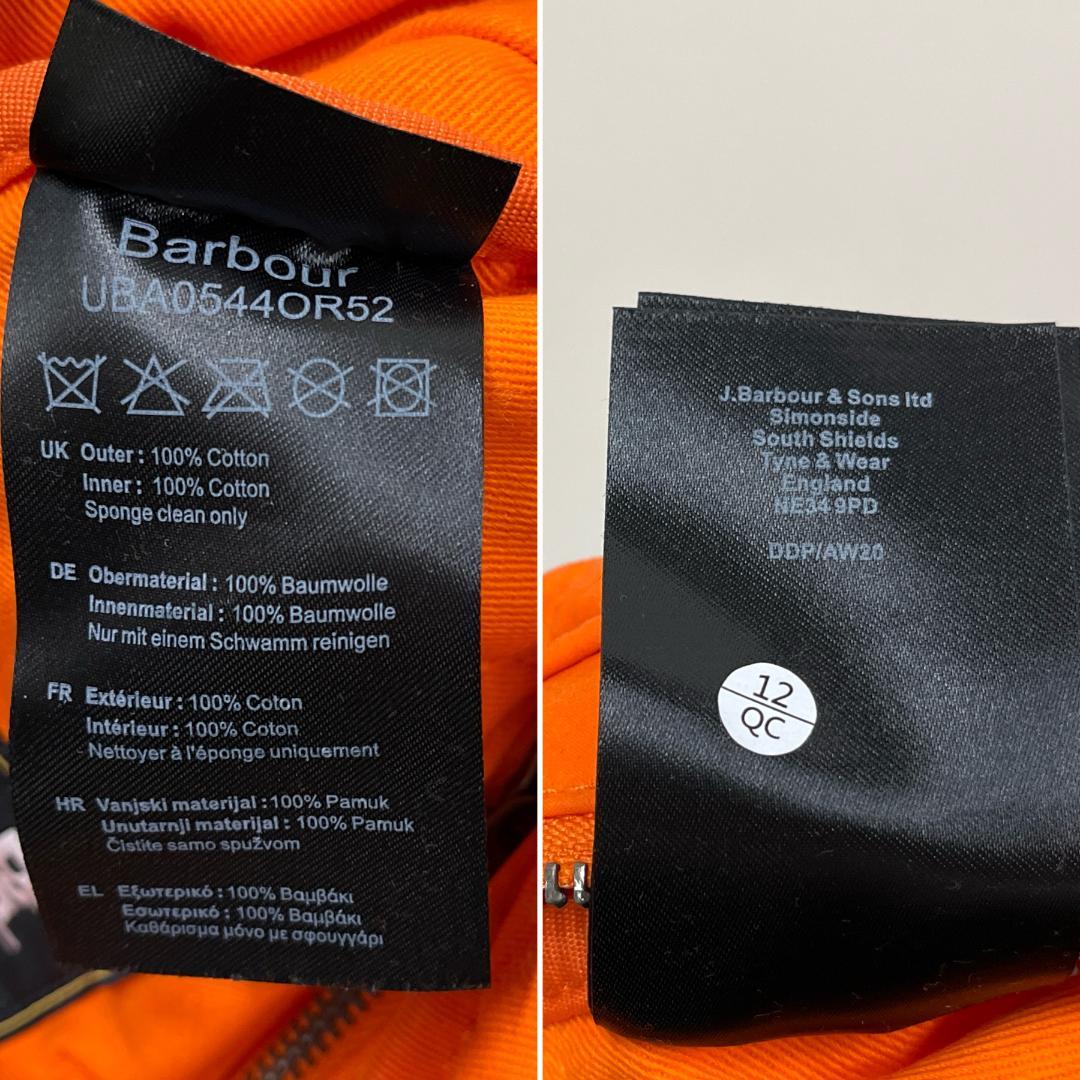 Barbour
UBA0544OR52
UK Outer : 100% Cotton
Inner : 100% Cotton
Sponge clean only
DE Obermaterial : 100% Baumwolle
Innenmaterial : 100% Baumwolle
Nur mit einem Schwamm reinigen
FR Extérieur : 100% Coton
Intérieur : 100% Coton
Nettoyer à l'éponge uniquement
HR Vanjski materijal : 100% Pamuk
Unutarnji materijal : 100% Pamuk
Čistite samo spužvom
EL Εξωτερικό : 100% Βαμβάκι
Εσωτερικό : 100% Βαμβάκι
Καθάρισμα μόνο με σφουγγάρι
J.Barbour & Sons ltd
Simonside
South Shields
Tyne & Wear
England
NE34 9PD
DDP/AW20
12
QC